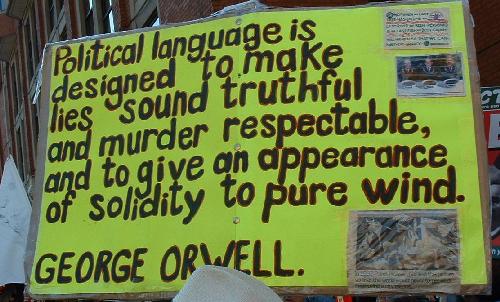 Political language is
designed to make
lies sound truthful
and murder respectable,
and to give an appearance
of solidity to pure wind.
GEORGE ORWELL.